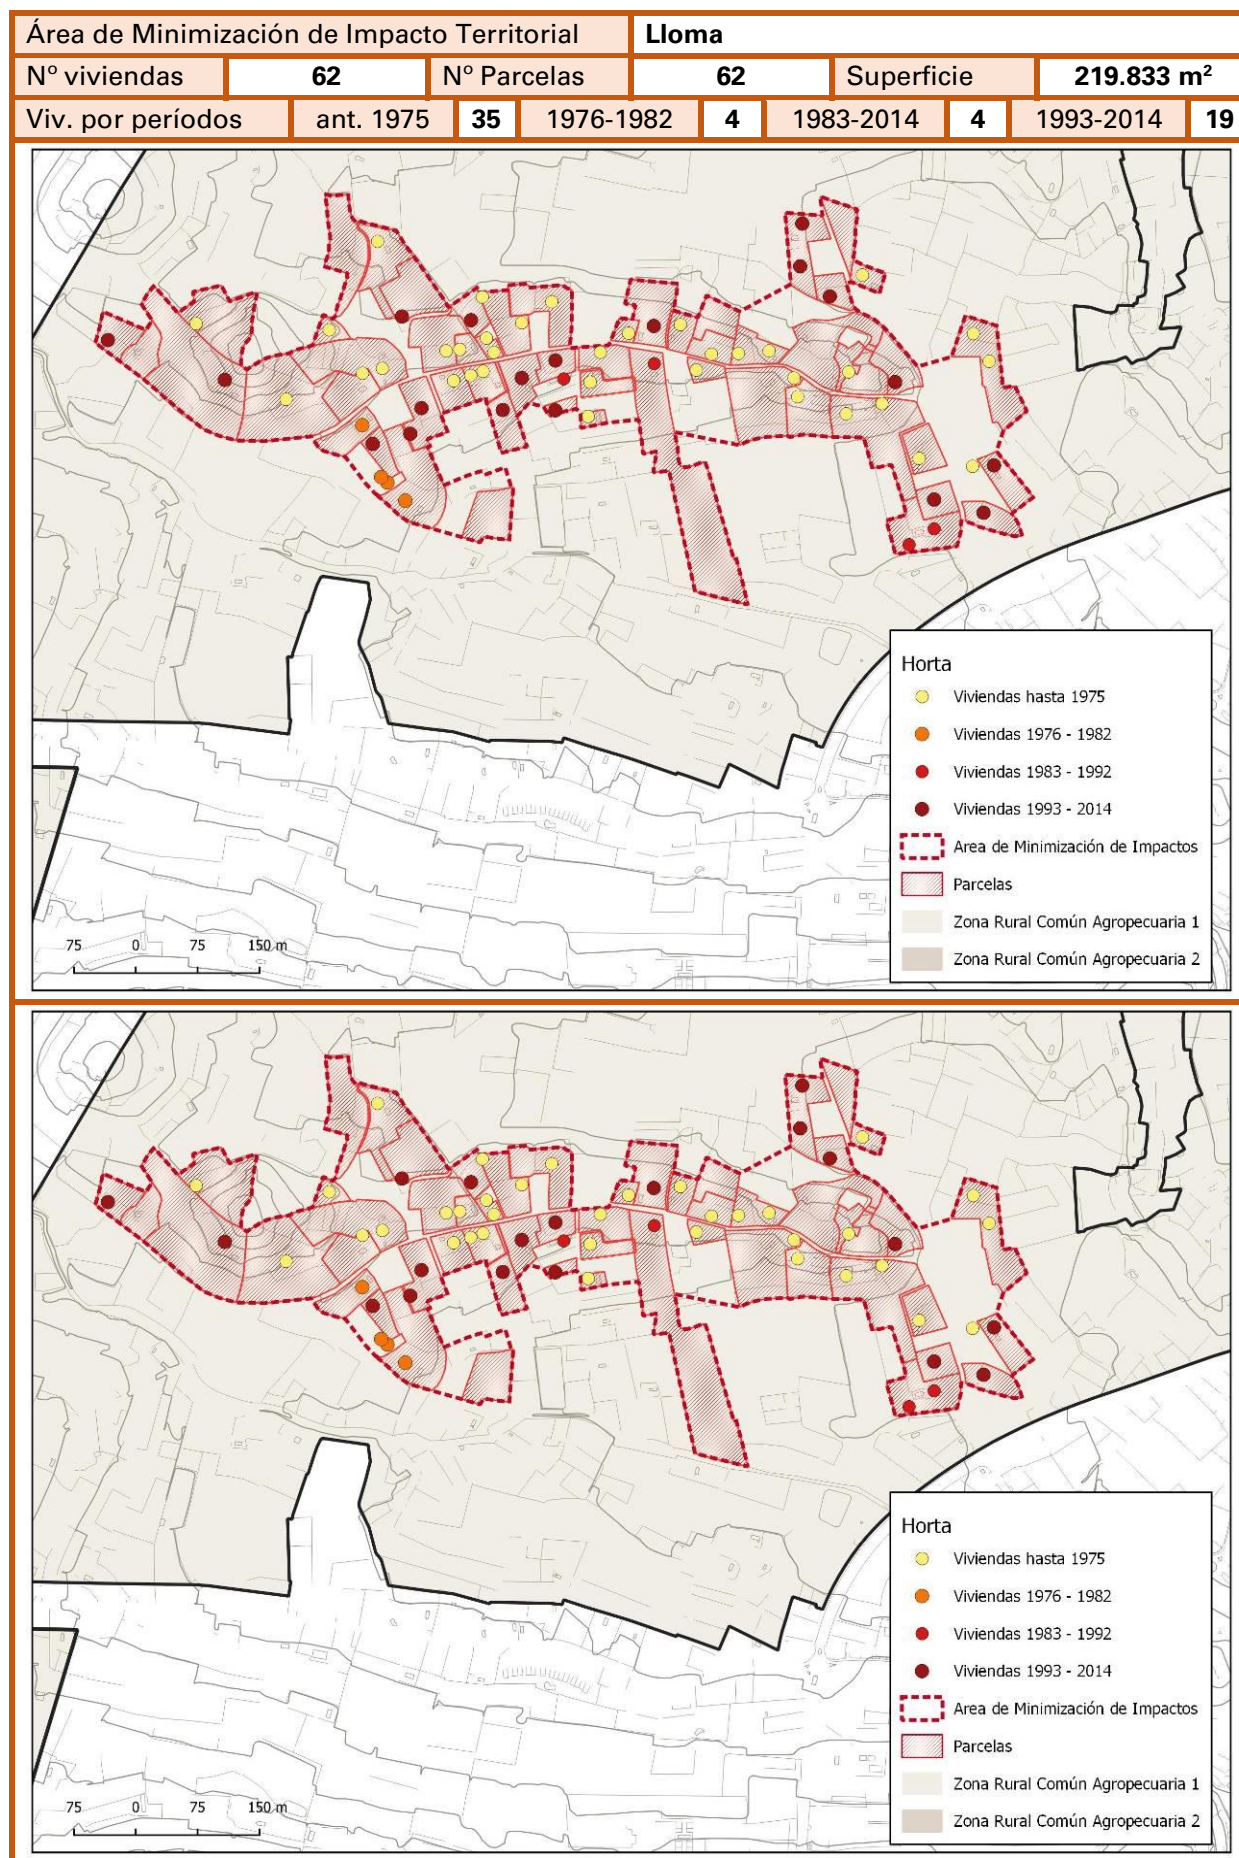 Área de Minimización de Impacto Territorial Lloma
Nº viviendas 62 Nº Parcelas 62 Superficie 219.833 m²
Viv. por períodos ant. 1975 35 1976-1982 4 1983-2014 4 1993-2014 19
Horta
Viviendas hasta 1975
Viviendas 1976 - 1982
Viviendas 1983 - 1992
Viviendas 1993 - 2014
Area de Minimización de Impactos
Parcelas
Zona Rural Común Agropecuaria 1
Zona Rural Común Agropecuaria 2
75 0 75 150 m
Horta
Viviendas hasta 1975
Viviendas 1976 - 1982
Viviendas 1983 - 1992
Viviendas 1993 - 2014
Area de Minimización de Impactos
Parcelas
Zona Rural Común Agropecuaria 1
Zona Rural Común Agropecuaria 2
75 0 75 150 m